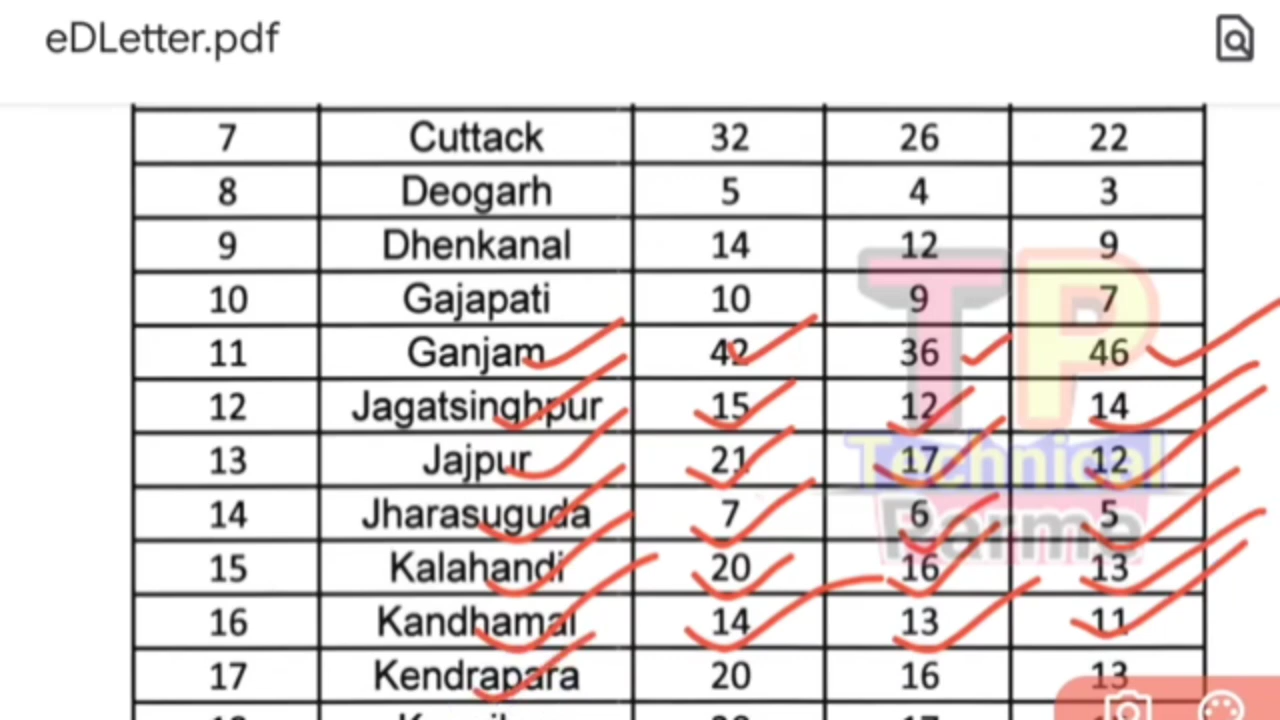 eDLetter.pdf
7 Cuttack 32 26 22
8 Deogarh 5 4 3
9 Dhenkanal 14 12 9
10 Gajapati 10 9 7
11 Ganjam 42 36 46
12 Jagatsinghpur 15 12 14
13 Jajpur 21 17 12
14 Jharasuguda 7 6 5
15 Kalahandi 20 16 13
16 Kandhamal 14 13 11
17 Kendrapara 20 16 13
TP
Technical
Parme